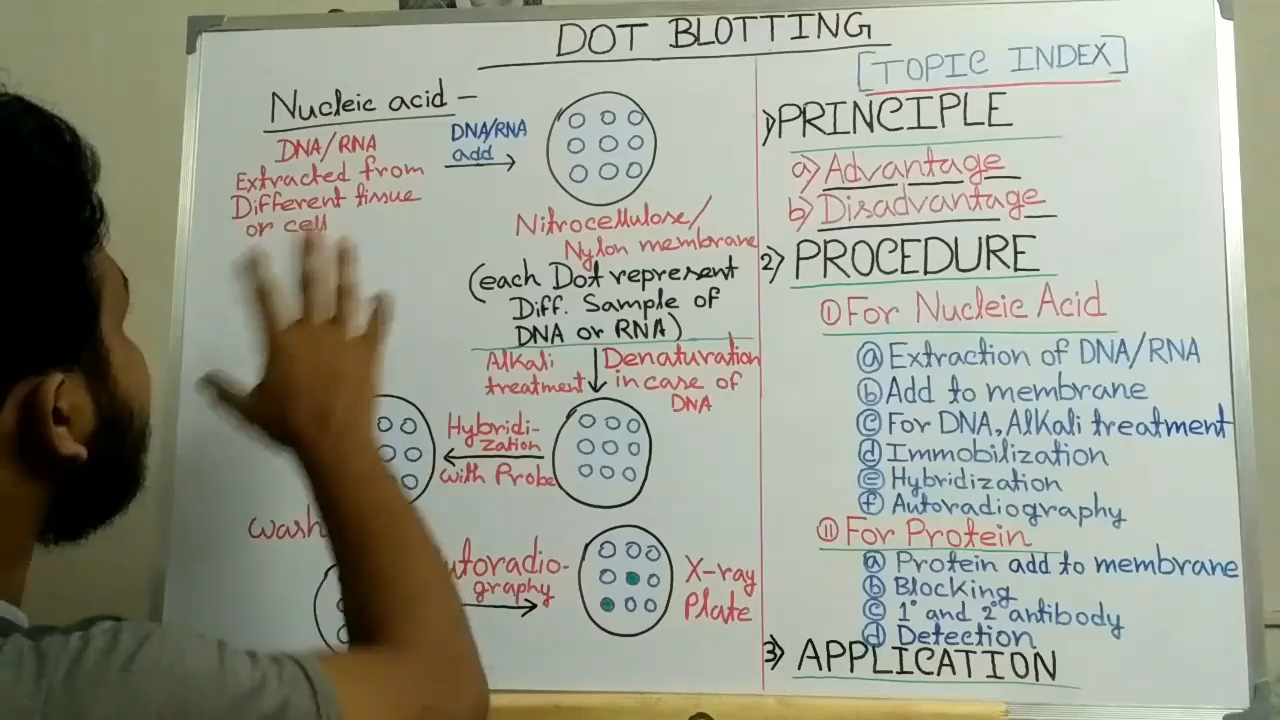 DOT BLOTTING
Nucleic acid -
DNA/RNA
Extracted from
Different tissue
or cell
DNA/RNA
add
Nitrocellulose/
Nylon membrane
(each Dot represent
Diff. Sample of
DNA or RNA)
Alkali
treatment
Denaturation
in case of
DNA
Hybridi-
zation
with Probe
wash
utoradio-
graphy
X-ray
Plate
[TOPIC INDEX]
1) PRINCIPLE
a) Advantage
b) Disadvantage
2) PROCEDURE
I For Nucleic Acid
a Extraction of DNA/RNA
b Add to membrane
c For DNA, Alkali treatment
d Immobilization
e Hybridization
f Autoradiography
II For Protein
a Protein add to membrane
b Blocking
c 1° and 2° antibody
d Detection
3) APPLICATION